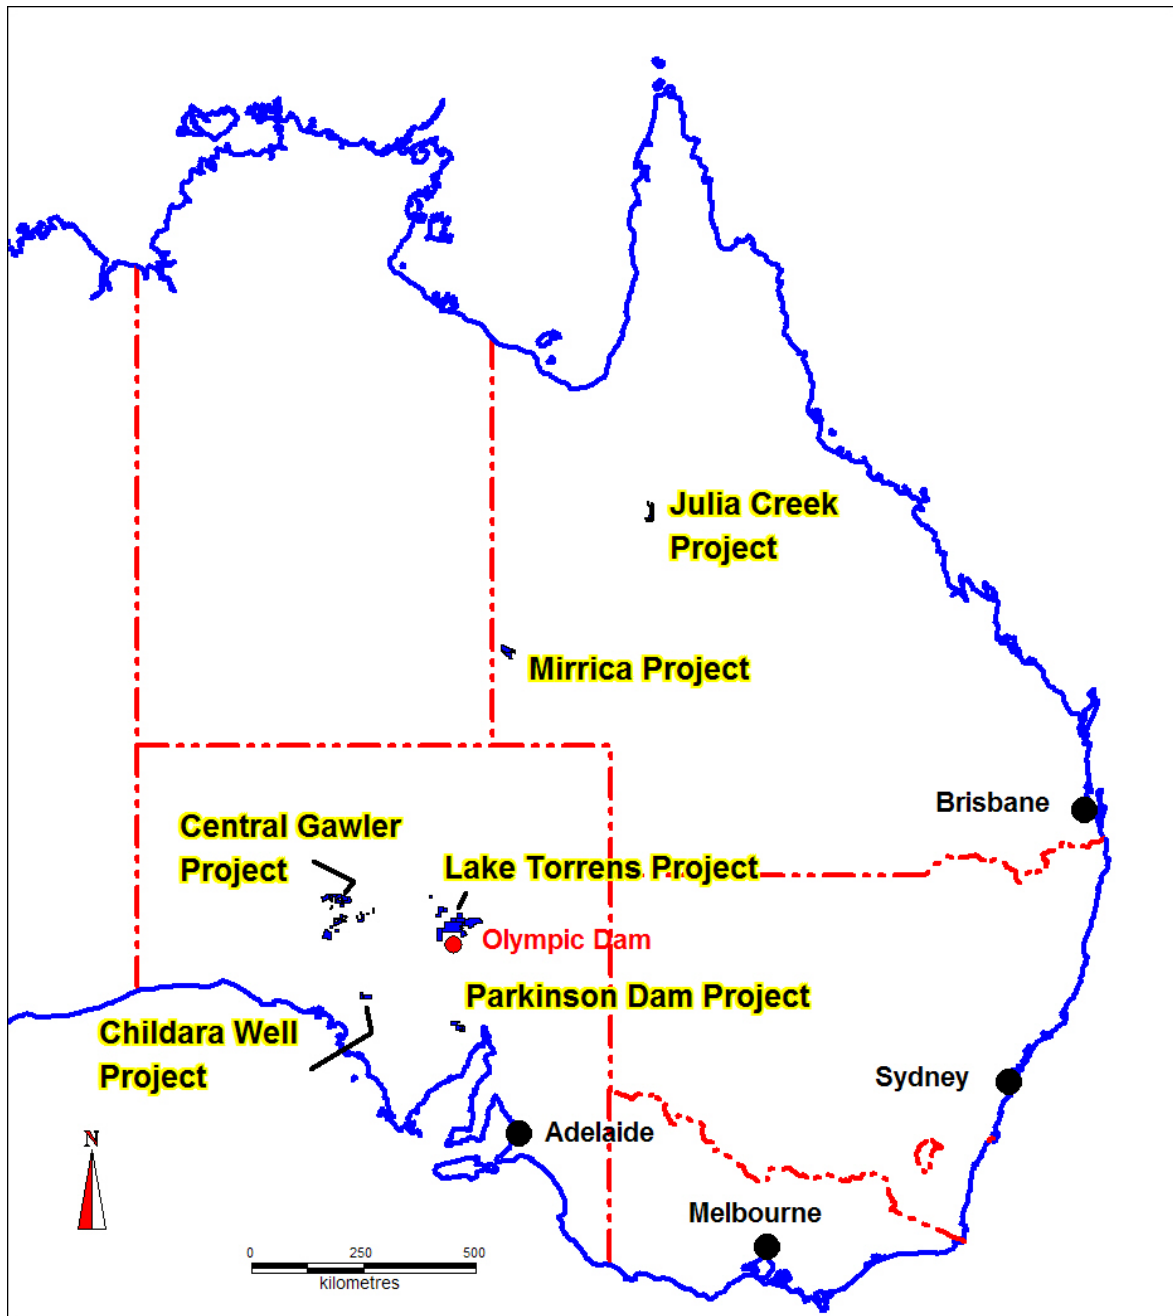 Julia Creek
Project
Mirrica Project
Brisbane
Central Gawler
Project
Lake Torrens Project
Olympic Dam
Parkinson Dam Project
Childara Well
Project
Sydney
Adelaide
N
Melbourne
0 250 500
kilometres